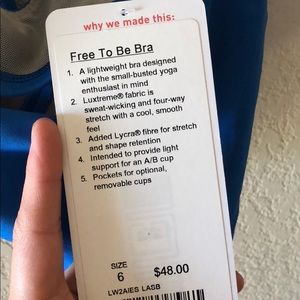 why we made this:
Free To Be Bra
1. A lightweight bra designed
with the small-busted yoga
enthusiast in mind
2. Luxtreme® fabric is
sweat-wicking and four-way
stretch with a cool, smooth
feel
3. Added Lycra® fibre for stretch
and shape retention
4. Intended to provide light
support for an A/B cup
5. Pockets for optional,
removable cups
SIZE
6 $48.00
LW2AIES LASB